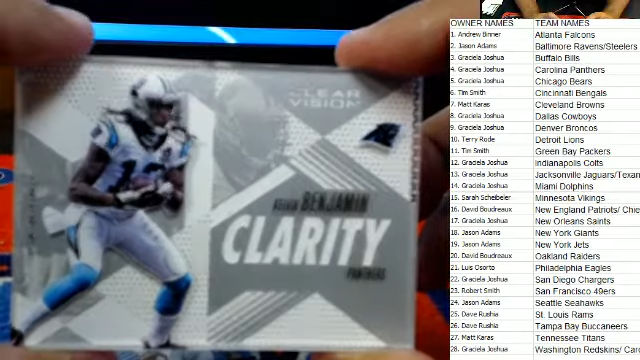 CLEAR
VISION
KELVIN BENJAMIN
CLARITY
PANTHERS
OWNER NAMES TEAM NAMES
1. Andrew Binner Atlanta Falcons
2. Jason Adams Baltimore Ravens/Steelers
3. Graciela Joshua Buffalo Bills
4. Graciela Joshua Carolina Panthers
5. Graciela Joshua Chicago Bears
6. Tim Smith Cincinnati Bengals
7. Matt Karas Cleveland Browns
8. Graciela Joshua Dallas Cowboys
9. Graciela Joshua Denver Broncos
10. Terry Rode Detroit Lions
11. Tim Smith Green Bay Packers
12. Graciela Joshua Indianapolis Colts
13. Graciela Joshua Jacksonville Jaguars/Texan
14. Graciela Joshua Miami Dolphins
15. Sarah Scheibeler Minnesota Vikings
16. David Boudreaux New England Patriots/ Chie
17. Graciela Joshua New Orleans Saints
18. Jason Adams New York Giants
19. Jason Adams New York Jets
20. David Boudreaux Oakland Raiders
21. Luis Osorto Philadelphia Eagles
22. Graciela Joshua San Diego Chargers
23. Robert Smith San Francisco 49ers
24. Jason Adams Seattle Seahawks
25. Dave Rushia St. Louis Rams
26. Dave Rushia Tampa Bay Buccaneers
27. Matt Karas Tennessee Titans
28. Graciela Joshua Washington Redskins/ Card